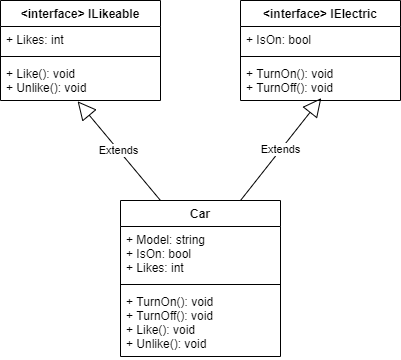 <interface> ILikeable
+ Likes: int
+ Like(): void
+ Unlike(): void
<interface> IElectric
+ IsOn: bool
+ TurnOn(): void
+ TurnOff(): void
Extends
Extends
Car
+ Model: string
+ IsOn: bool
+ Likes: int
+ TurnOn(): void
+ TurnOff(): void
+ Like(): void
+ Unlike(): void